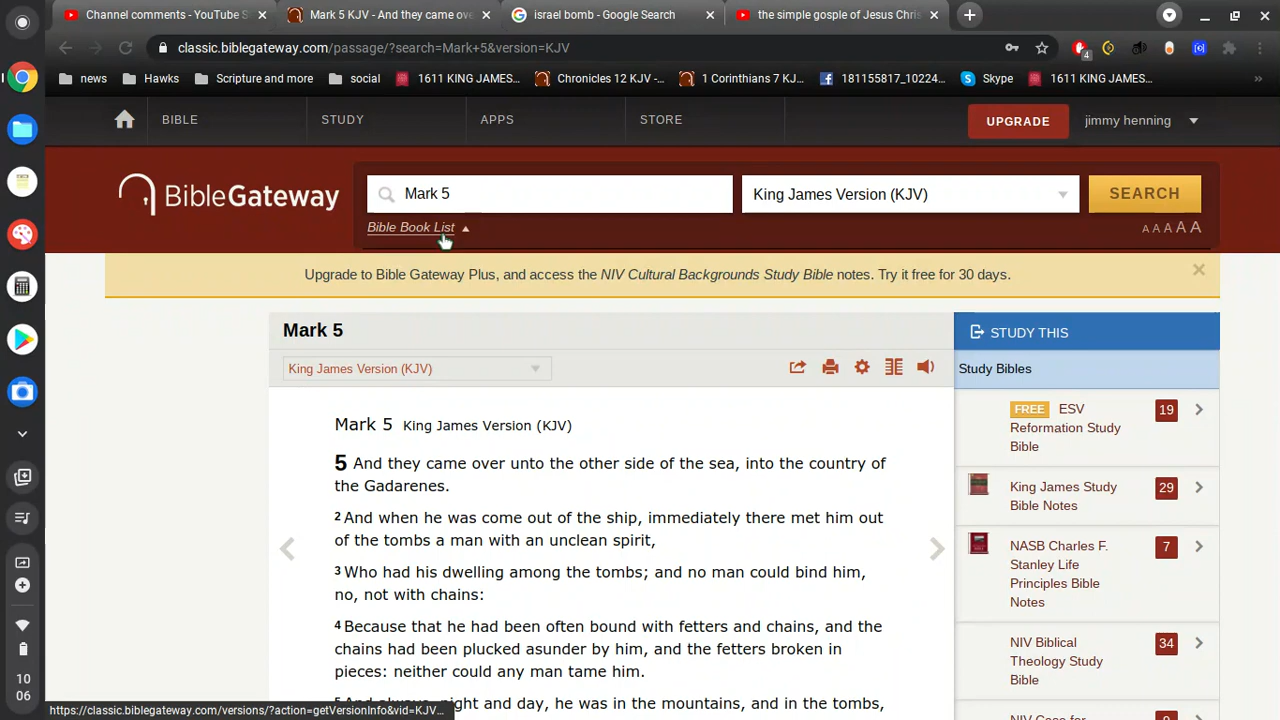 Channel comments - YouTube S
Mark 5 KJV - And they came ove
israel bomb - Google Search
the simple gosple of Jesus Chris
classic.biblegateway.com/passage/?search=Mark+5&version=KJV
4
news
Hawks
Scripture and more
social
1611 KING JAMES...
Chronicles 12 KJV -...
1 Corinthians 7 KJ...
181155817_10224...
Skype
1611 KING JAMES...
BIBLE
STUDY
APPS
STORE
UPGRADE
jimmy henning
BibleGateway
Mark 5
King James Version (KJV)
SEARCH
Bible Book List
A A A A A
Upgrade to Bible Gateway Plus, and access the NIV Cultural Backgrounds Study Bible notes. Try it free for 30 days.
Mark 5
King James Version (KJV)
Mark 5 King James Version (KJV)
5 And they came over unto the other side of the sea, into the country of
the Gadarenes.
2 And when he was come out of the ship, immediately there met him out
of the tombs a man with an unclean spirit,
3 Who had his dwelling among the tombs; and no man could bind him,
no, not with chains:
4 Because that he had been often bound with fetters and chains, and the
chains had been plucked asunder by him, and the fetters broken in
pieces: neither could any man tame him.
5 And always, night and day, he was in the mountains, and in the tombs,
STUDY THIS
Study Bibles
FREE ESV
Reformation Study
Bible
19
King James Study
Bible Notes
29
NASB Charles F.
Stanley Life
Principles Bible
Notes
7
NIV Biblical
Theology Study
Bible
34
NIV Case for
9
10
06
https://classic.biblegateway.com/versions/?action=getVersionInfo&vid=KJV...